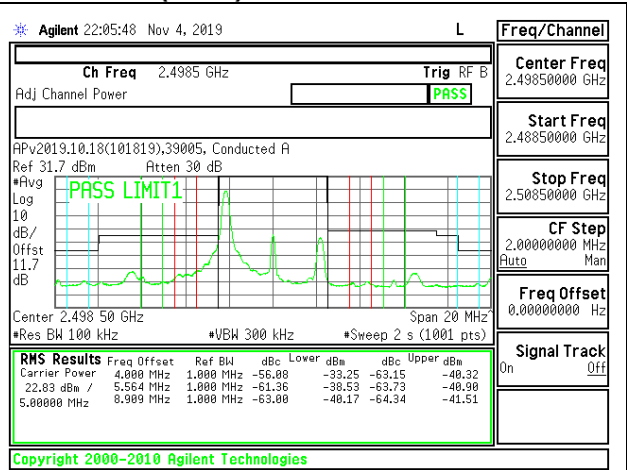 Agilent 22:05:48 Nov 4, 2019 L
Ch Freq 2.4985 GHz Trig RF B
Adj Channel Power PASS
APv2019.10.18(101819),39005, Conducted A
Ref 31.7 dBm Atten 30 dB
#Avg
Log
10
dB/
Offst
11.7
dB
PASS LIMIT1
Center 2.498 50 GHz Span 20 MHz
#Res BW 100 kHz #VBW 300 kHz #Sweep 2 s (1001 pts)
RMS Results Freq Offset Ref BW dBc Lower dBm dBc Upper dBm
Carrier Power 4.000 MHz 1.000 MHz -56.08 -33.25 -63.15 -40.32
22.83 dBm / 5.564 MHz 1.000 MHz -61.36 -38.53 -63.73 -40.90
5.00000 MHz 8.909 MHz 1.000 MHz -63.00 -40.17 -64.34 -41.51
Copyright 2000-2010 Agilent Technologies
Freq/Channel
Center Freq
2.49850000 GHz
Start Freq
2.48850000 GHz
Stop Freq
2.50850000 GHz
CF Step
2.00000000 MHz
Auto Man
Freq Offset
0.00000000 Hz
Signal Track
On Off